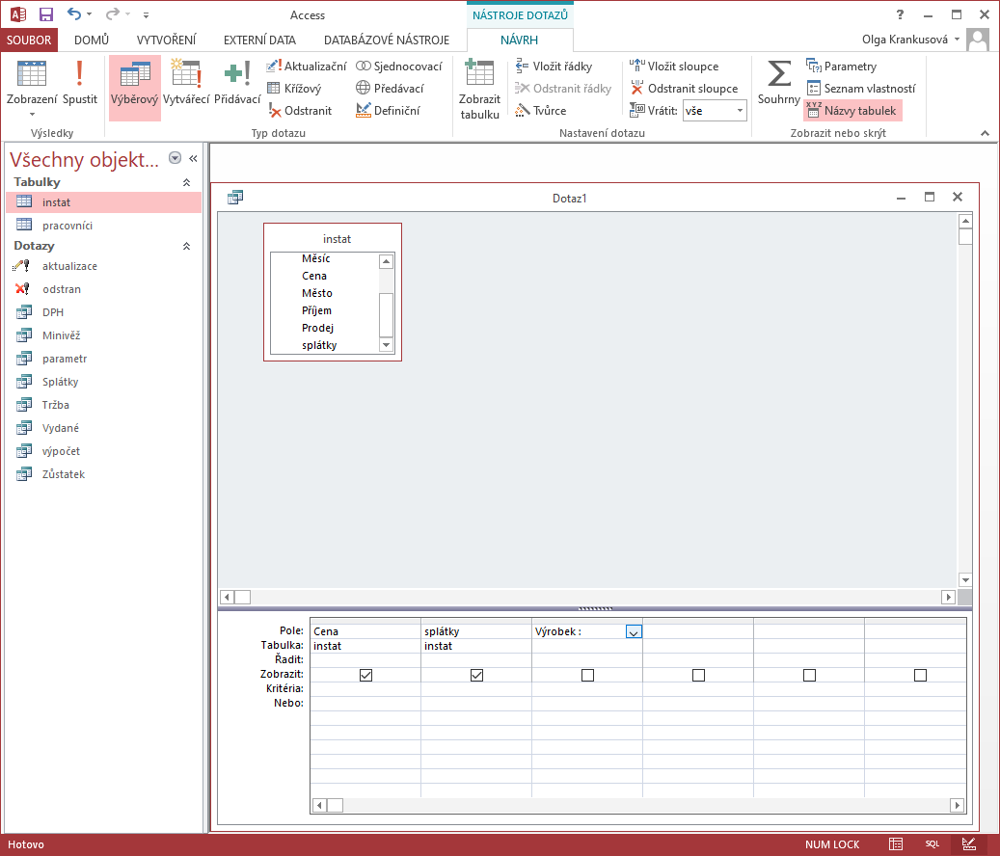 Access
NÁSTROJE DOTAZŮ
?
SOUBOR
DOMŮ
VYTVOŘENÍ
EXTERNÍ DATA
DATABÁZOVÉ NÁSTROJE
NÁVRH
Olga Krankusová
Zobrazení
Spustit
Výběrový
Vytvářecí
Přidávací
Aktualizační
Křížový
Odstranit
Sjednocovací
Předávací
Definiční
Zobrazit
tabulku
Vložit řádky
Odstranit řádky
Tvůrce
Vložit sloupce
Odstranit sloupce
Vrátit: vše
Souhrny
Parametry
Seznam vlastností
XYZ
Názvy tabulek
Výsledky
Typ dotazu
Nastavení dotazu
Zobrazit nebo skrýt
Všechny objekt...
Tabulky
instat
pracovníci
Dotazy
aktualizace
odstran
DPH
Minivěž
parametr
Splátky
Tržba
Vydané
výpočet
Zůstatek
Dotaz1
instat
Měsíc
Cena
Město
Příjem
Prodej
splátky
Pole: Cena splátky Výrobek :
Tabulka: instat instat
Řadit:
Zobrazit:
Kritéria:
Nebo:
Hotovo
NUM LOCK
SQL